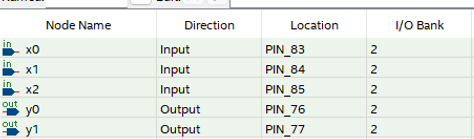 Node Name Direction Location I/O Bank
in x0 Input PIN_83 2
in x1 Input PIN_84 2
in x2 Input PIN_85 2
out y0 Output PIN_76 2
out y1 Output PIN_77 2